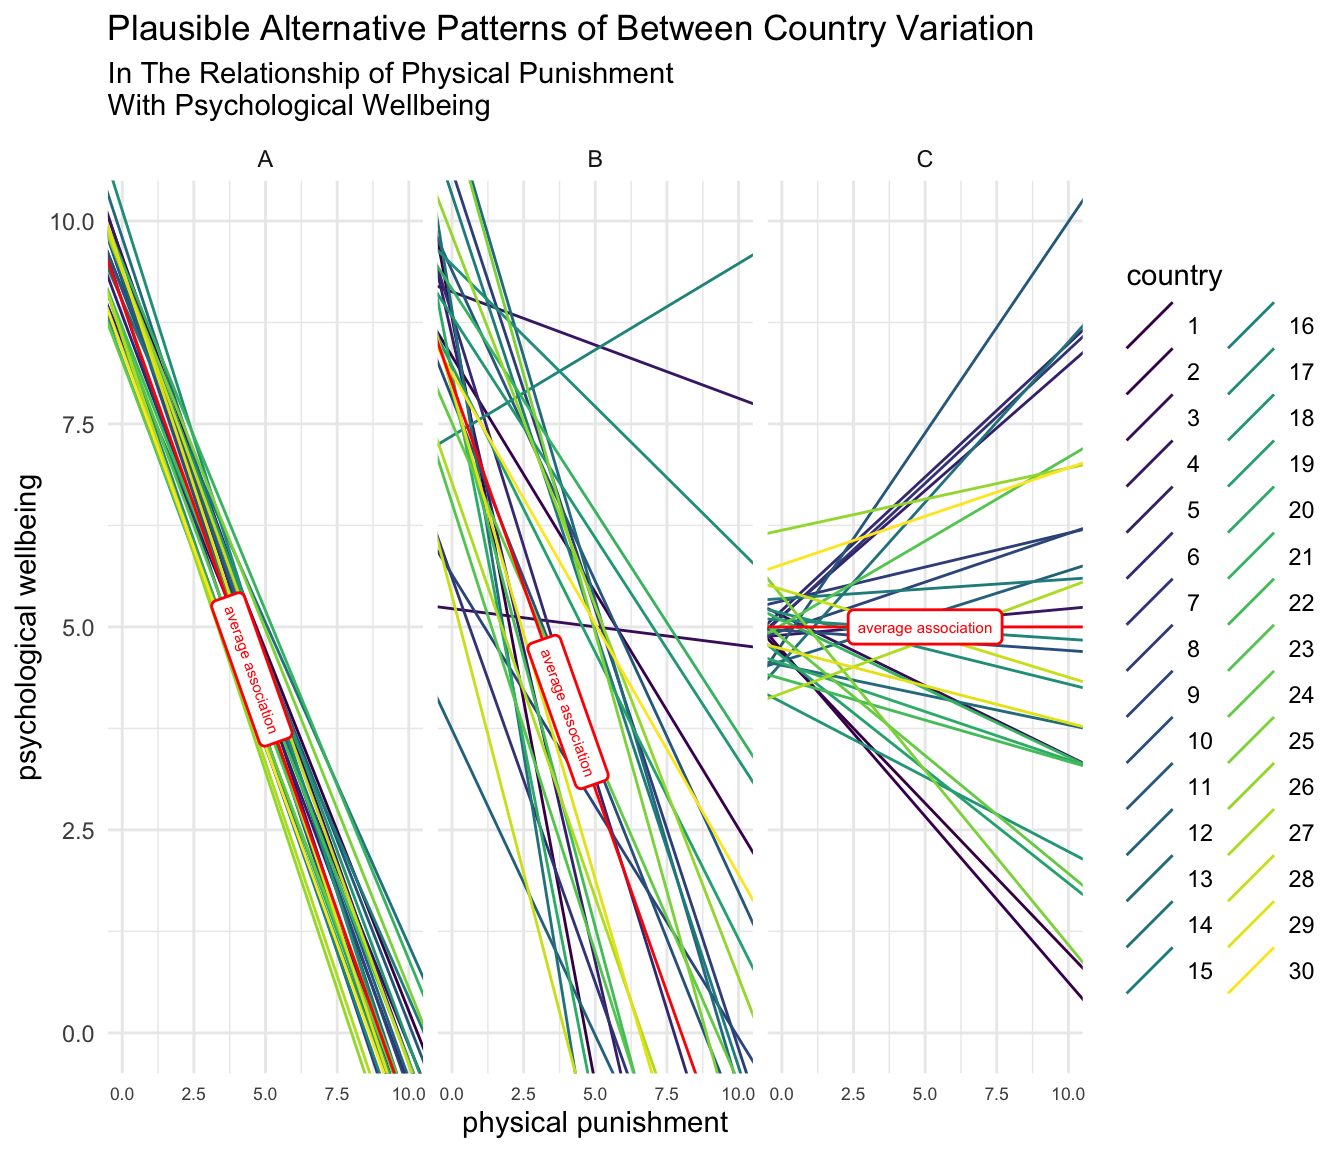 Plausible Alternative Patterns of Between Country Variation
In The Relationship of Physical Punishment
With Psychological Wellbeing
A
B
C
psychological wellbeing
10.0
7.5
5.0
2.5
0.0
average association
average association
average association
0.0 2.5 5.0 7.5 10.0
0.0 2.5 5.0 7.5 10.0
0.0 2.5 5.0 7.5 10.0
physical punishment
country
1
2
3
4
5
6
7
8
9
10
11
12
13
14
15
16
17
18
19
20
21
22
23
24
25
26
27
28
29
30